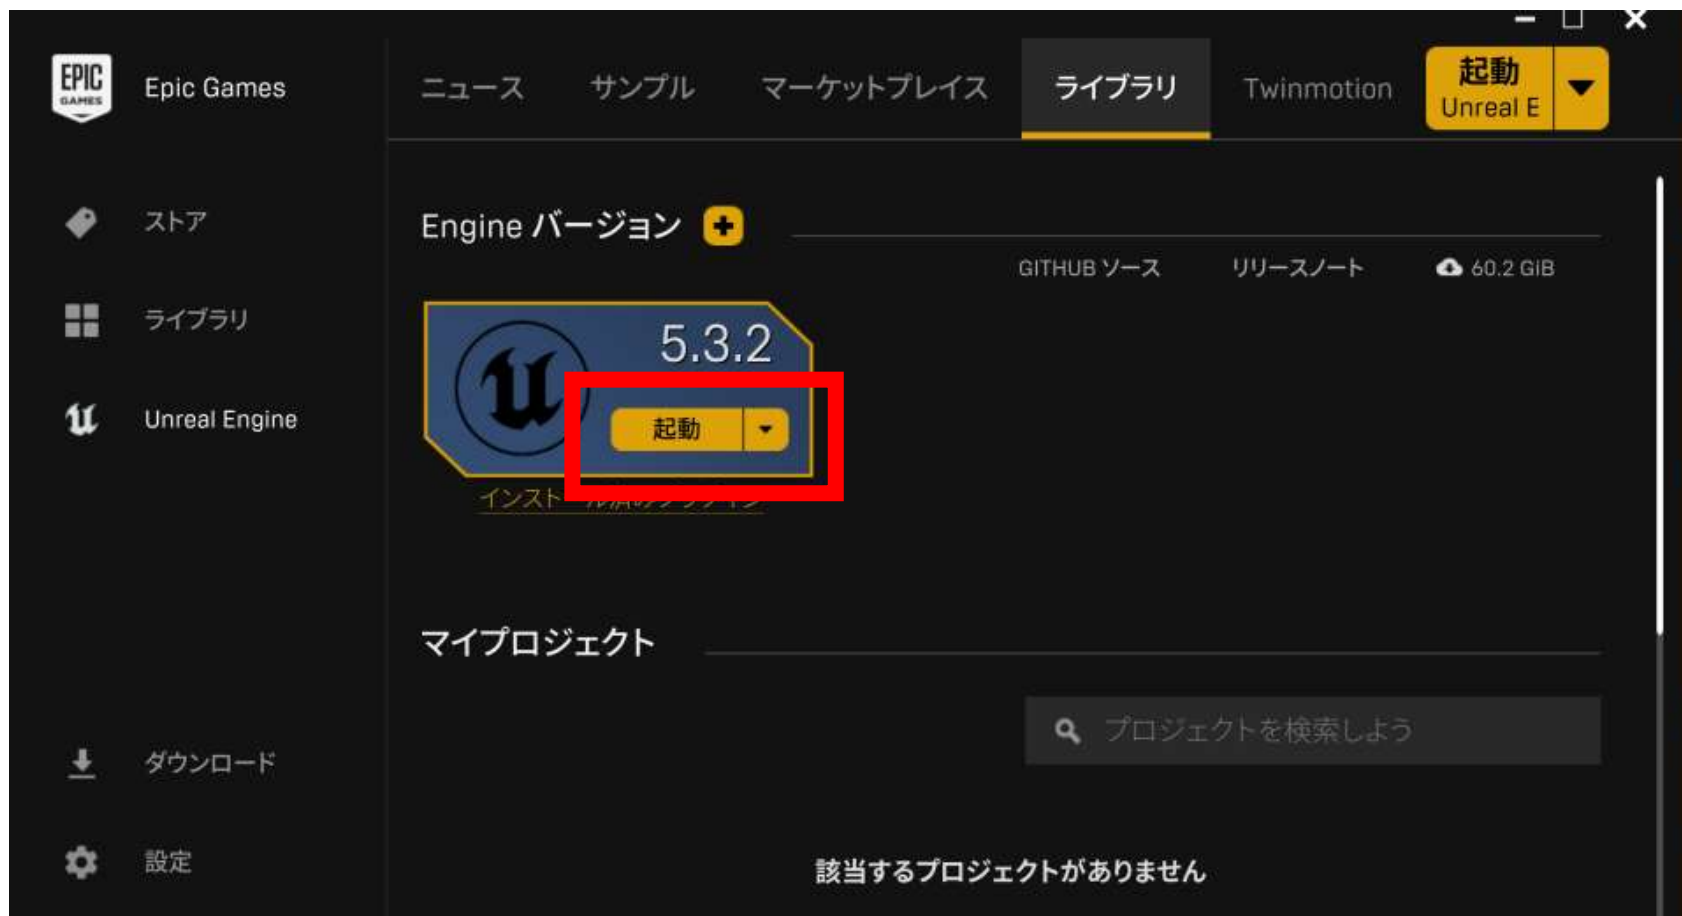 EPIC
GAMES
Epic Games
ニュース
サンプル
マーケットプレイス
ライブラリ
Twinmotion
起動
Unreal E
ストア
ライブラリ
Unreal Engine
ダウンロード
設定
Engine バージョン
GITHUB ソース
リリースノート
60.2 GiB
5.3.2
起動
インスト
マイプロジェクト
プロジェクトを検索しよう
該当するプロジェクトがありません